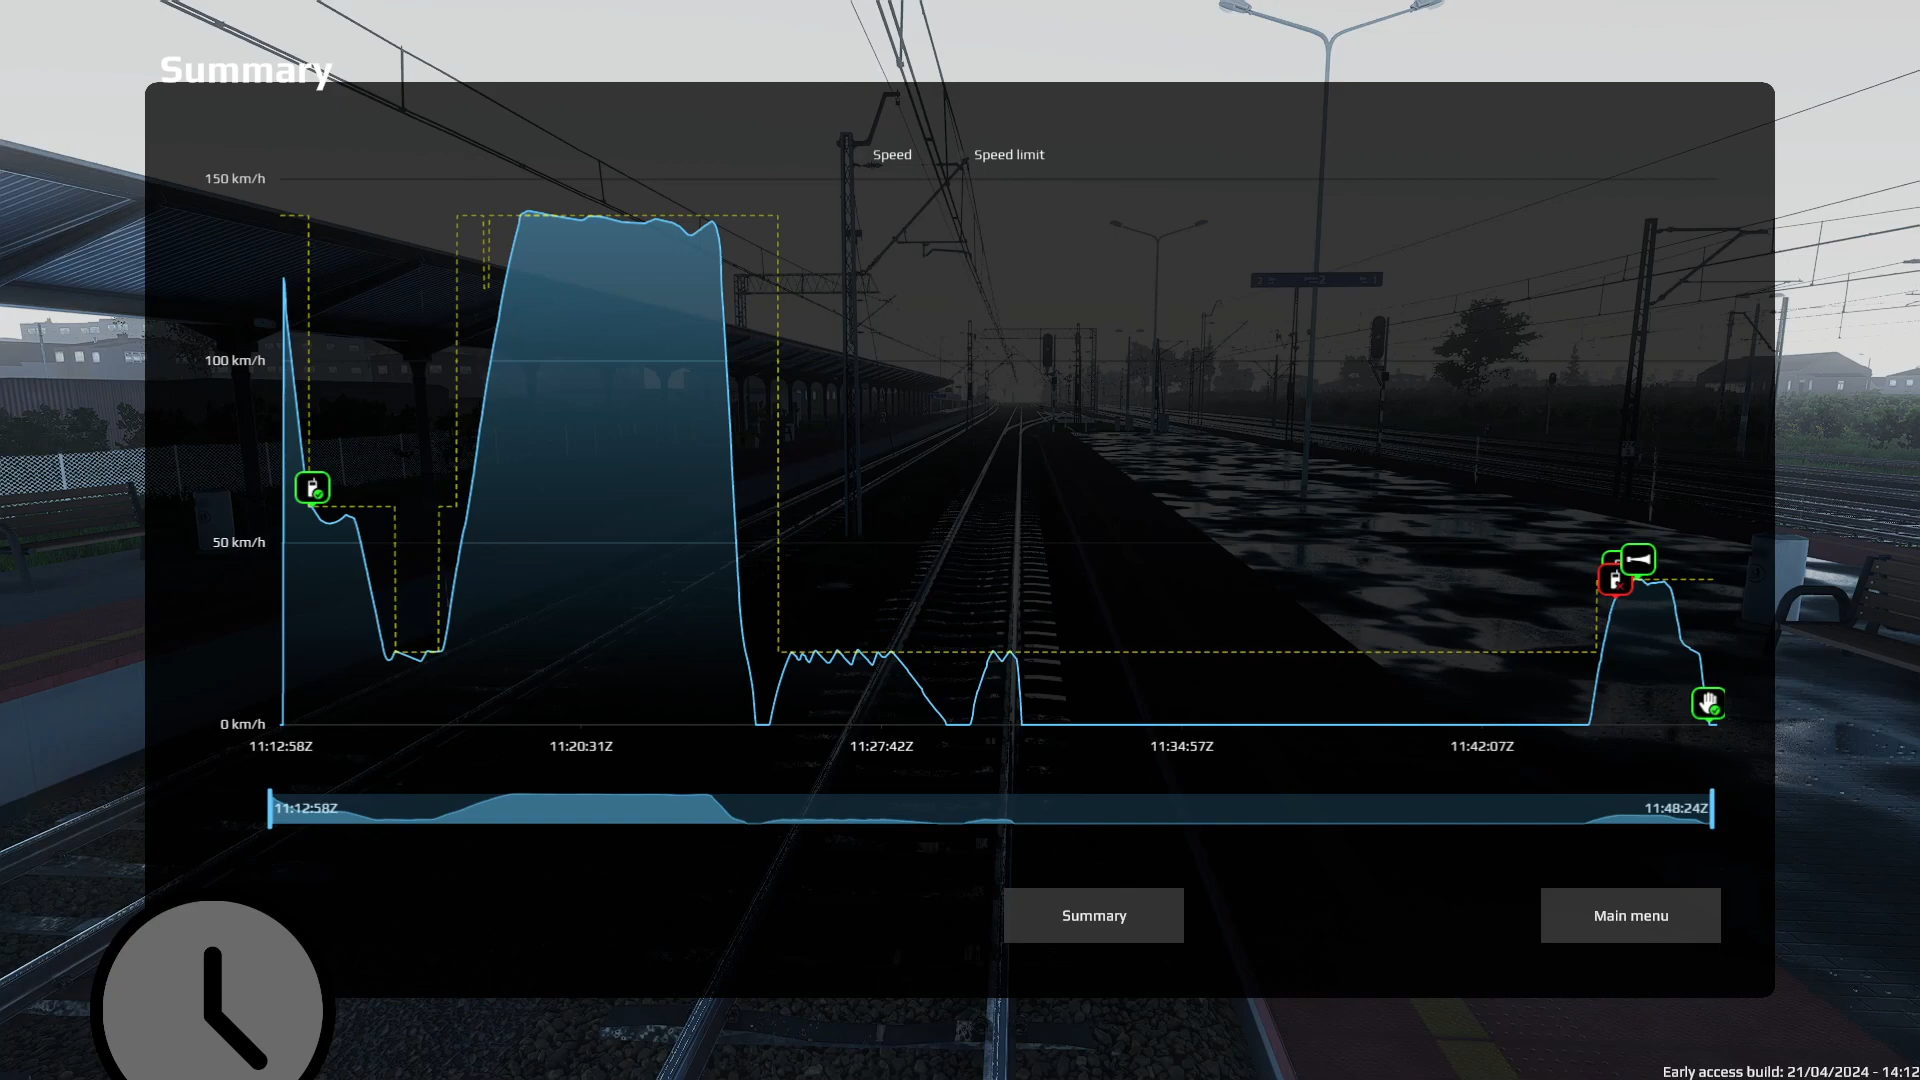 Summary
Speed Speed limit
150 km/h
100 km/h
50 km/h
0 km/h
11:12:58Z 11:20:31Z 11:27:42Z 11:34:57Z 11:42:07Z
11:12:58Z 11:48:24Z
Summary Main menu
Early access build: 21/04/2024 - 14:12